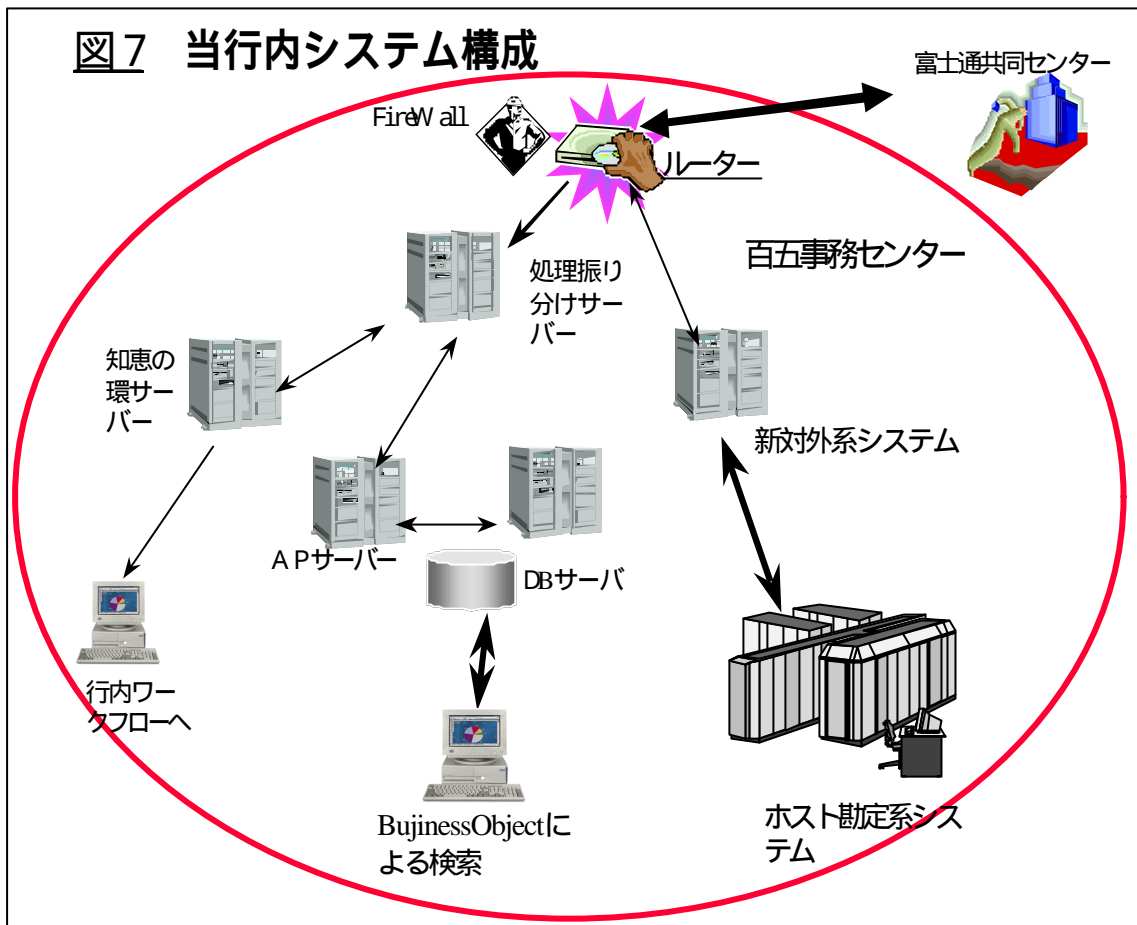 図7 当行内システム構成
富士通共同センター
FireWall
ルーター
百五事務センター
処理振り
分けサー
バー
知恵の
環サー
バー
新対外系システム
APサーバー
DBサーバ
行内ワー
クフローへ
BujinessObjectに
よる検索
ホスト勘定系シス
テム